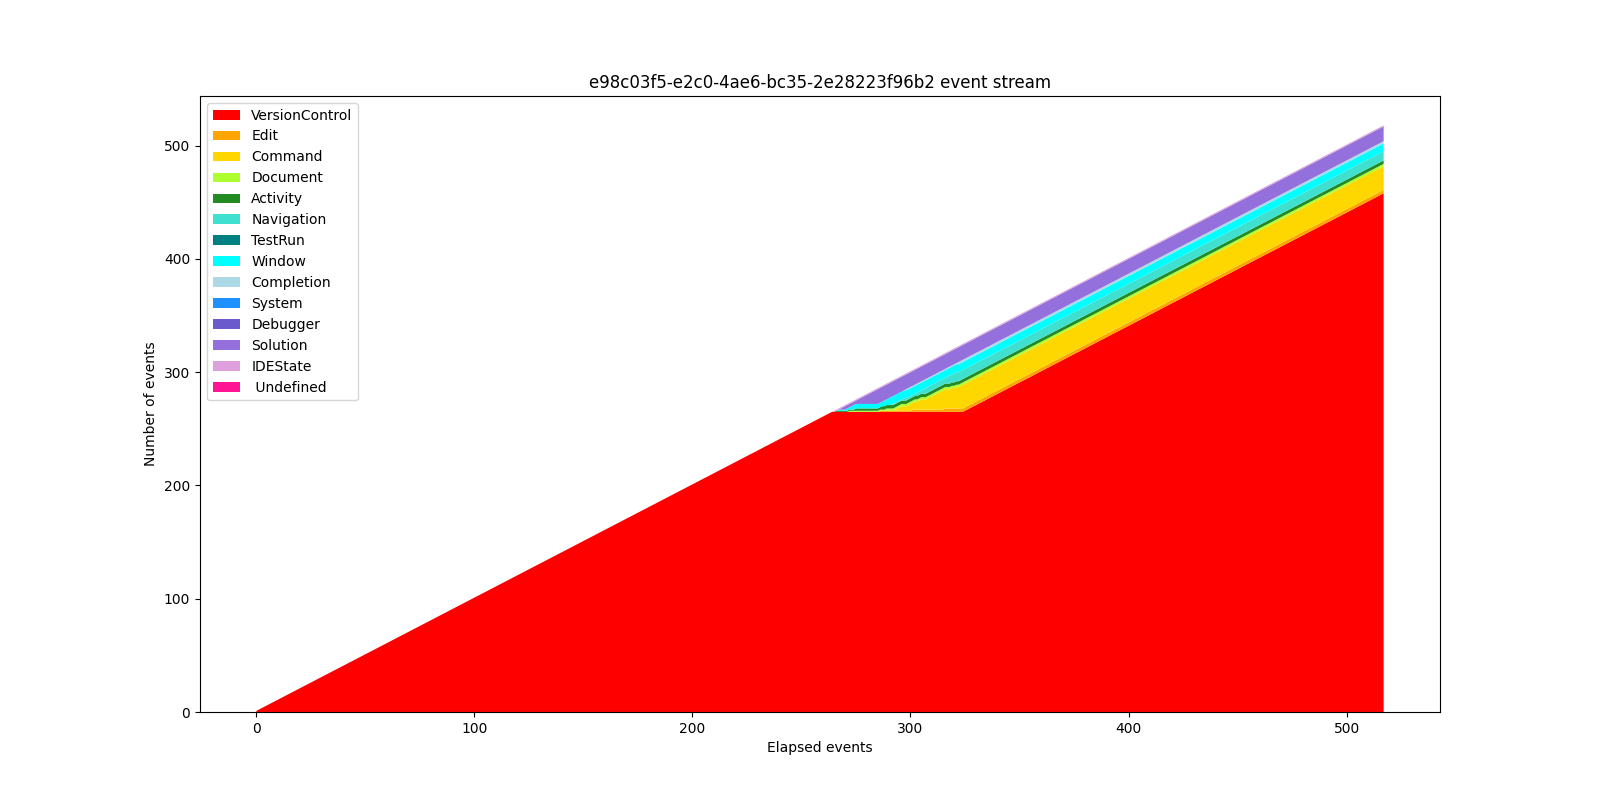 e98c03f5-e2c0-4ae6-bc35-2e28223f96b2 event stream
VersionControl
Edit
Command
Document
Activity
Navigation
TestRun
Window
Completion
System
Debugger
Solution
IDEState
Undefined
Number of events
500
400
300
200
100
0
0 100 200 300 400 500
Elapsed events